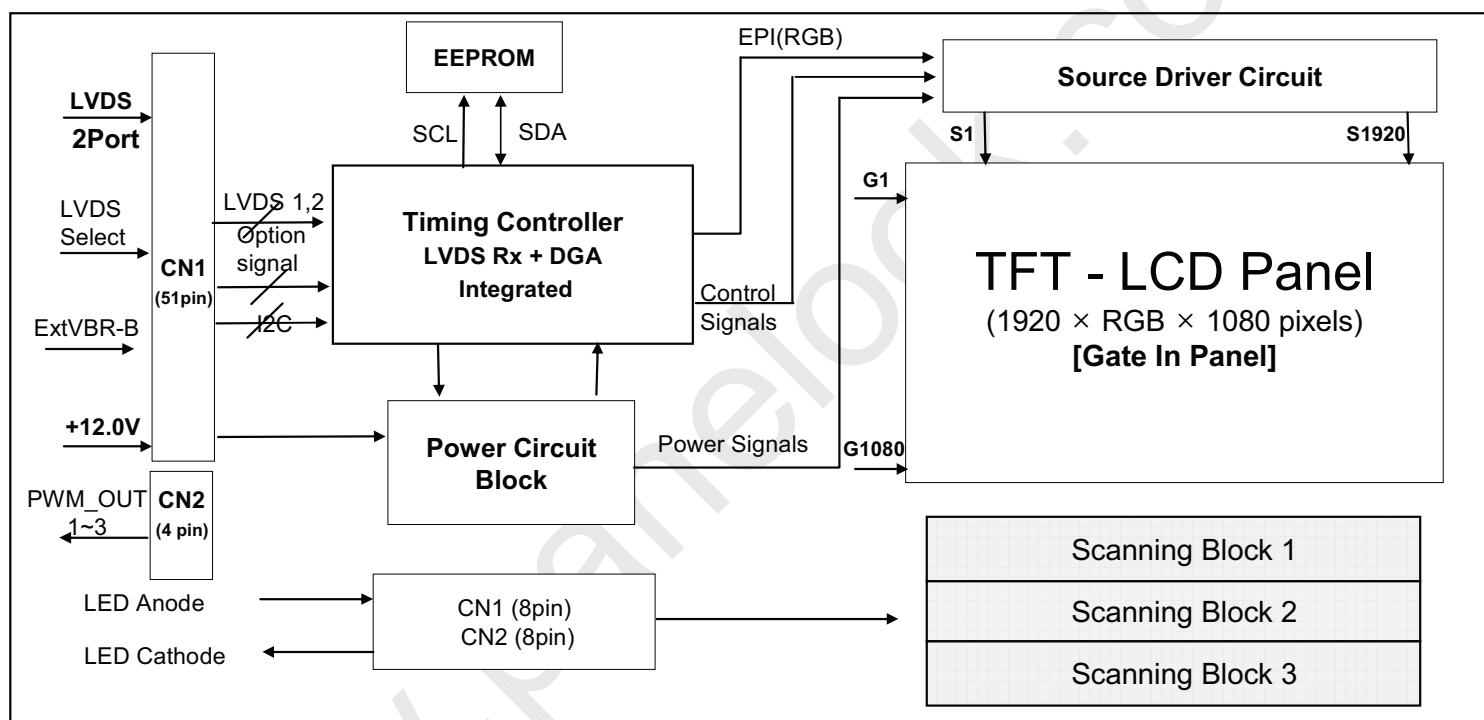 EEPROM
SCL
SDA
EPI(RGB)
Source Driver Circuit
S1
S1920
LVDS
2Port
LVDS
Select
ExtVBR-B
+12.0V
CN1
(51pin)
LVDS 1,2
Option
signal
I2C
Timing Controller
LVDS Rx + DGA
Integrated
Control
Signals
G1
G1080
TFT - LCD Panel
(1920 × RGB × 1080 pixels)
[Gate In Panel]
Power Circuit
Block
Power Signals
PWM_OUT
1~3
CN2
(4 pin)
LED Anode
LED Cathode
CN1 (8pin)
CN2 (8pin)
Scanning Block 1
Scanning Block 2
Scanning Block 3
panelook.co